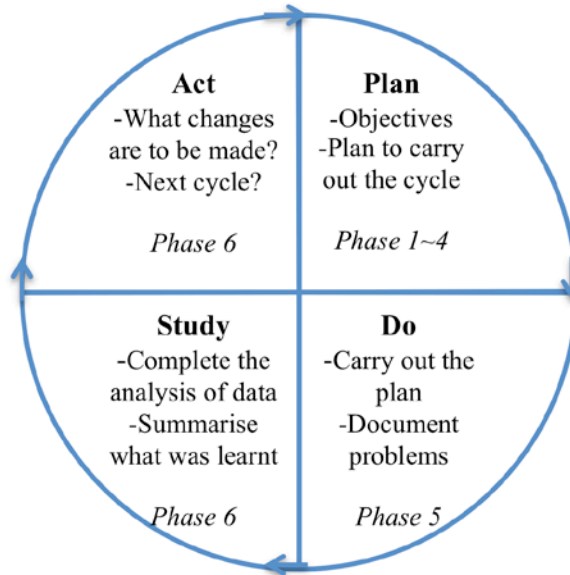 Act
-What changes
are to be made?
-Next cycle?
Phase 6
Plan
-Objectives
-Plan to carry
out the cycle
Phase 1~4
Study
-Complete the
analysis of data
-Summarise
what was learnt
Phase 6
Do
-Carry out the
plan
-Document
problems
Phase 5